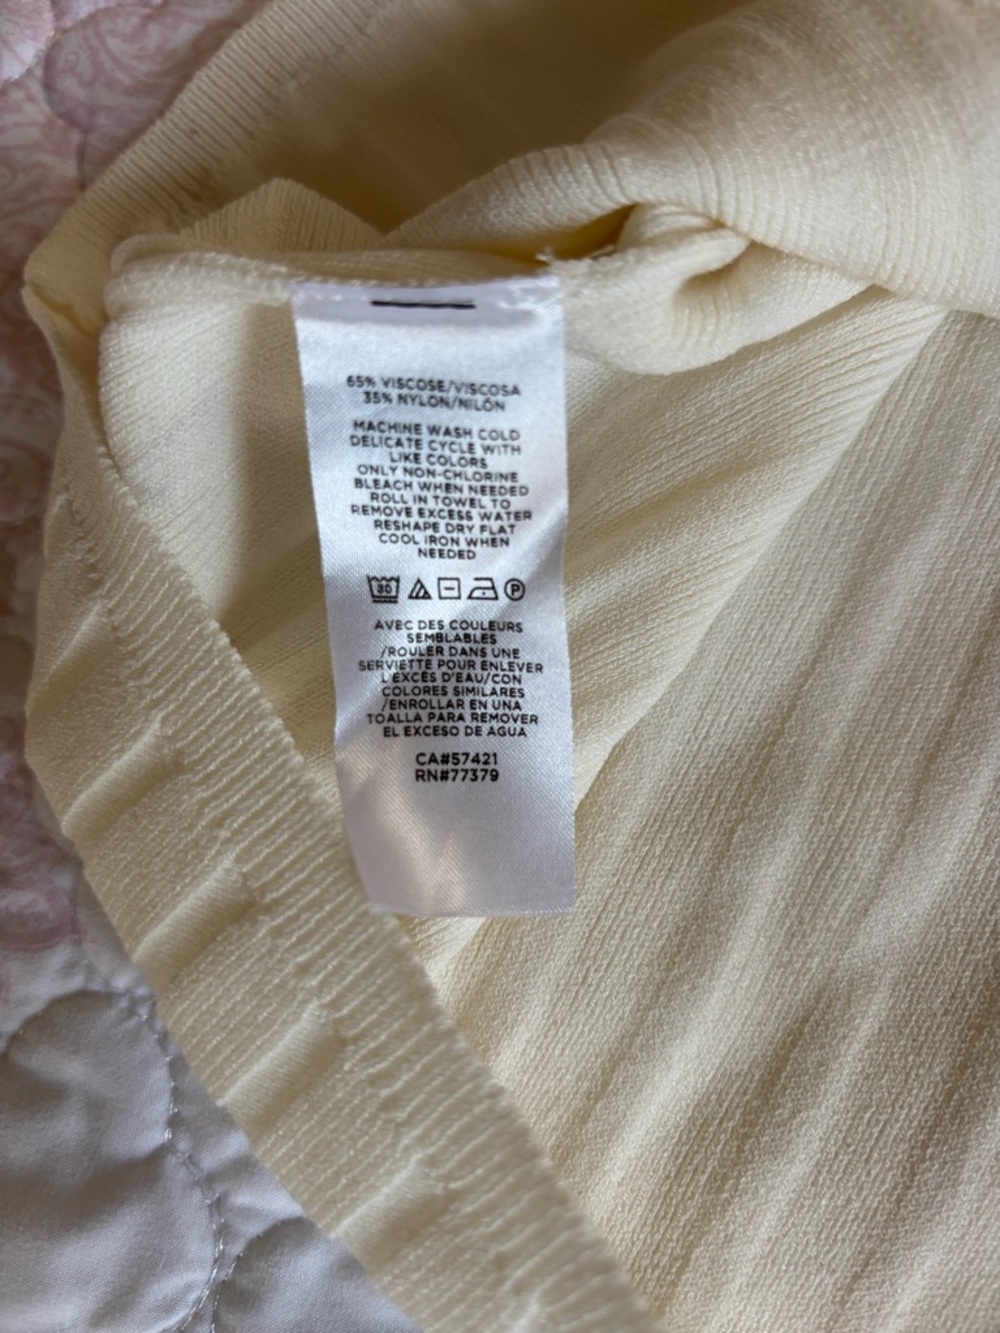 65% VISCOSE/VISCOSA
35% NYLON/NILÓN
MACHINE WASH COLD
DELICATE CYCLE WITH
LIKE COLORS
ONLY NON-CHLORINE
BLEACH WHEN NEEDED
ROLL IN TOWEL TO
REMOVE EXCESS WATER
RESHAPE DRY FLAT
COOL IRON WHEN
NEEDED
30 P
AVEC DES COULEURS
SEMBLABLES
/ROULER DANS UNE
SERVIETTE POUR ENLEVER
L'EXCÈS D'EAU/CON
COLORES SIMILARES
/ENROLLAR EN UNA
TOALLA PARA REMOVER
EL EXCESO DE AGUA
CA#57421
RN#77379